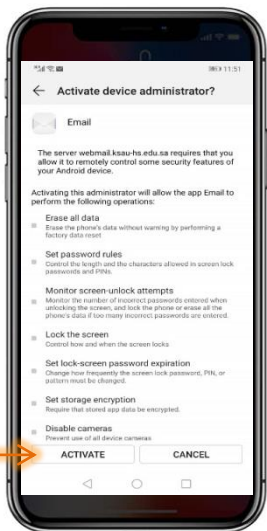 11:51
Activate device administrator?
Email
The server webmail.ksau-hs.edu.sa requires that you
allow it to remotely control some security features of
your Android device.
Activating this administrator will allow the app Email to
perform the following operations:
Erase all data
Erase the phone's data without warning by performing a
factory data reset
Set password rules
Control the length and the characters allowed in screen lock
passwords and PINs.
Monitor screen-unlock attempts
Monitor the number of incorrect passwords entered when
unlocking the screen, and lock the phone or erase all the
phone's data if too many incorrect passwords are entered.
Lock the screen
Control how and when the screen locks
Set lock-screen password expiration
Change how frequently the screen lock password, PIN, or
pattern must be changed.
Set storage encryption
Require that stored app data be encrypted.
Disable cameras
Prevent use of all device cameras
ACTIVATE CANCEL